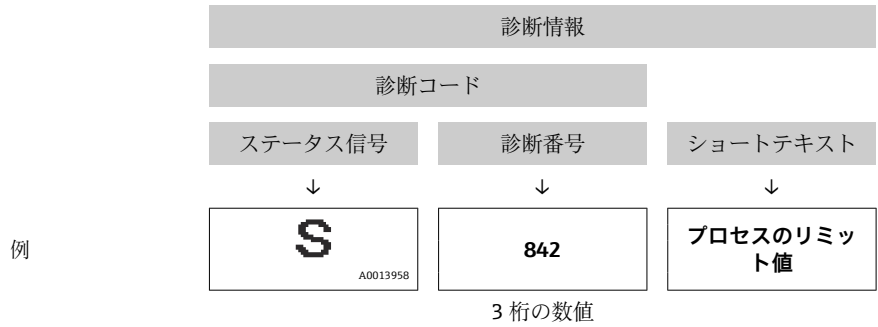 診断情報
診断コード
ステータス信号 診断番号 ショートテキスト
↓ ↓ ↓
例 S 842 プロセスのリミッ
ト値
A0013958
3 桁の数値